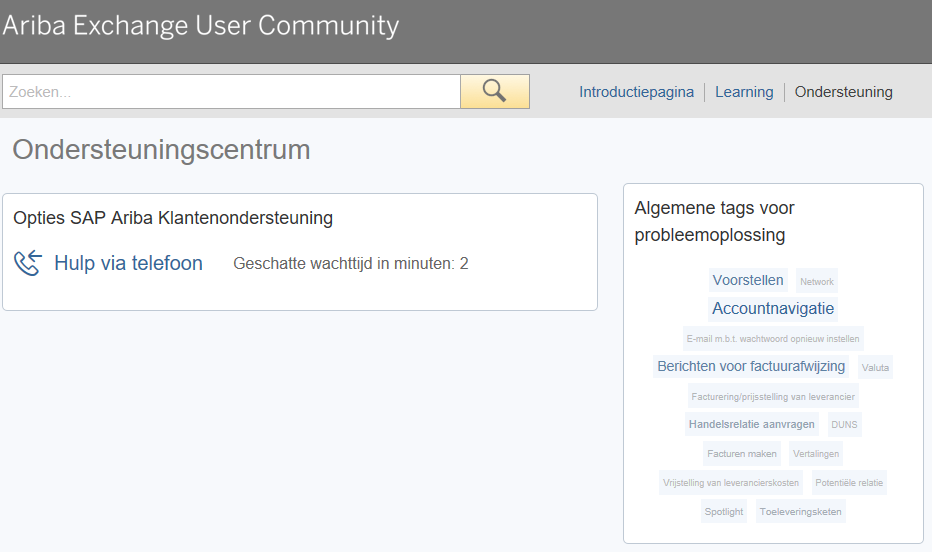 Ariba Exchange User Community
Zoeken...
Introductiepagina
Learning
Ondersteuning
Ondersteuningscentrum
Opties SAP Ariba Klantenondersteuning
Hulp via telefoon
Geschatte wachttijd in minuten: 2
Algemene tags voor
probleemoplossing
Voorstellen Network
Accountnavigatie
E-mail m.b.t. wachtwoord opnieuw instellen
Berichten voor factuurafwijzing Valuta
Facturering/prijsstelling van leverancier
Handelsrelatie aanvragen DUNS
Facturen maken Vertalingen
Vrijstelling van leverancierskosten Potentiële relatie
Spotlight Toeleveringsketen